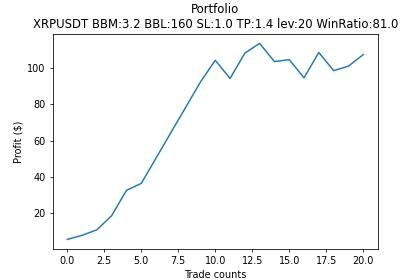 Portfolio
XRPUSDT BBM:3.2 BBL:160 SL:1.0 TP:1.4 lev:20 WinRatio:81.0
100
80
60
40
20
Profit ($)
0.0 2.5 5.0 7.5 10.0 12.5 15.0 17.5 20.0
Trade counts